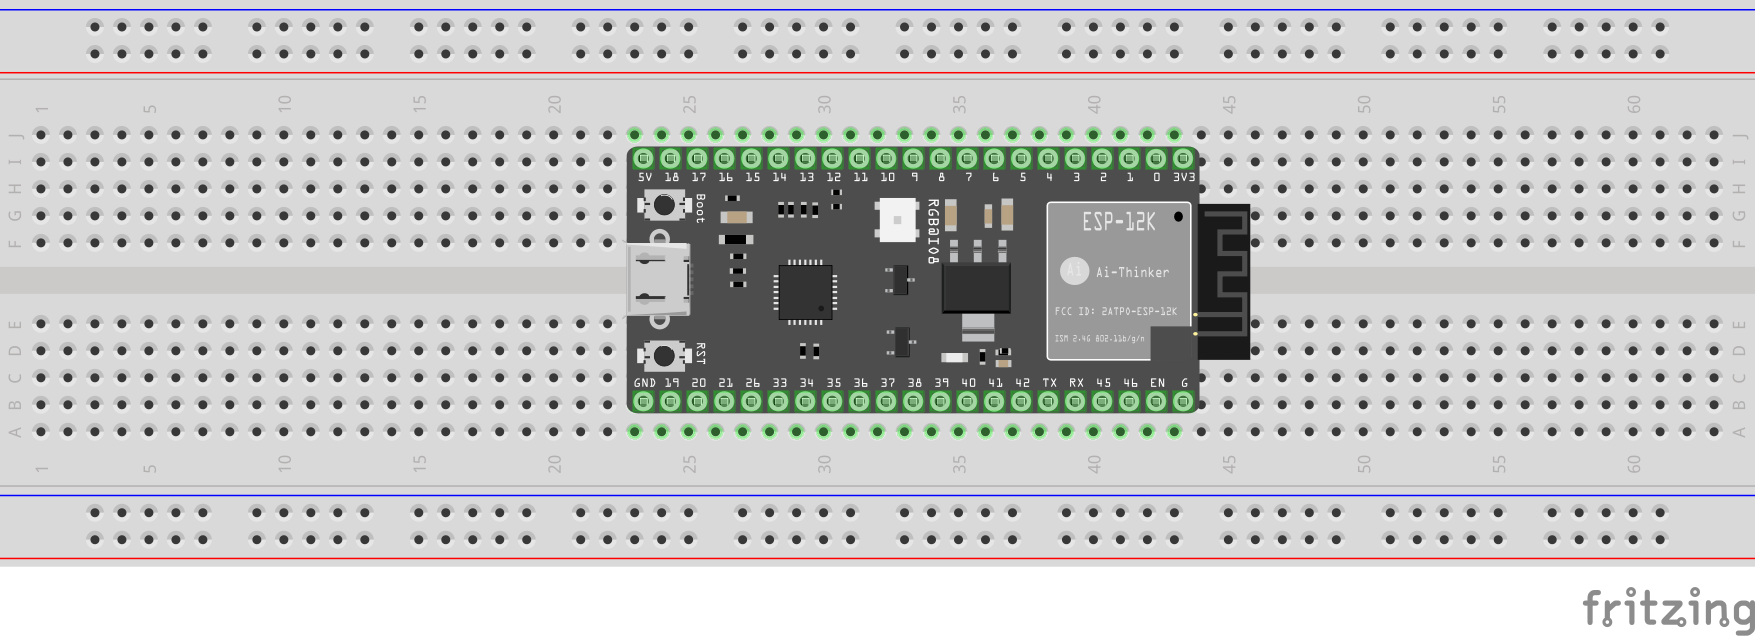 1 5 10 15 20 25 30 35 40 45 50 55 60
J J
I I
H H
G G
F F
5V 18 17 16 15 14 13 12 11 10 9 8 7 6 5 4 3 2 1 0 3V3
Boot
RGB@IO8
ESP-12K
Ai Ai-Thinker
FCC ID: 2ATPO-ESP-12K
ISM 2.4G 802.11b/g/n
RST
E E
D D
C C
B B
A A
GND 19 20 21 26 33 34 35 36 37 38 39 40 41 42 TX RX 45 46 EN G
1 5 10 15 20 25 30 35 40 45 50 55 60
fritzing